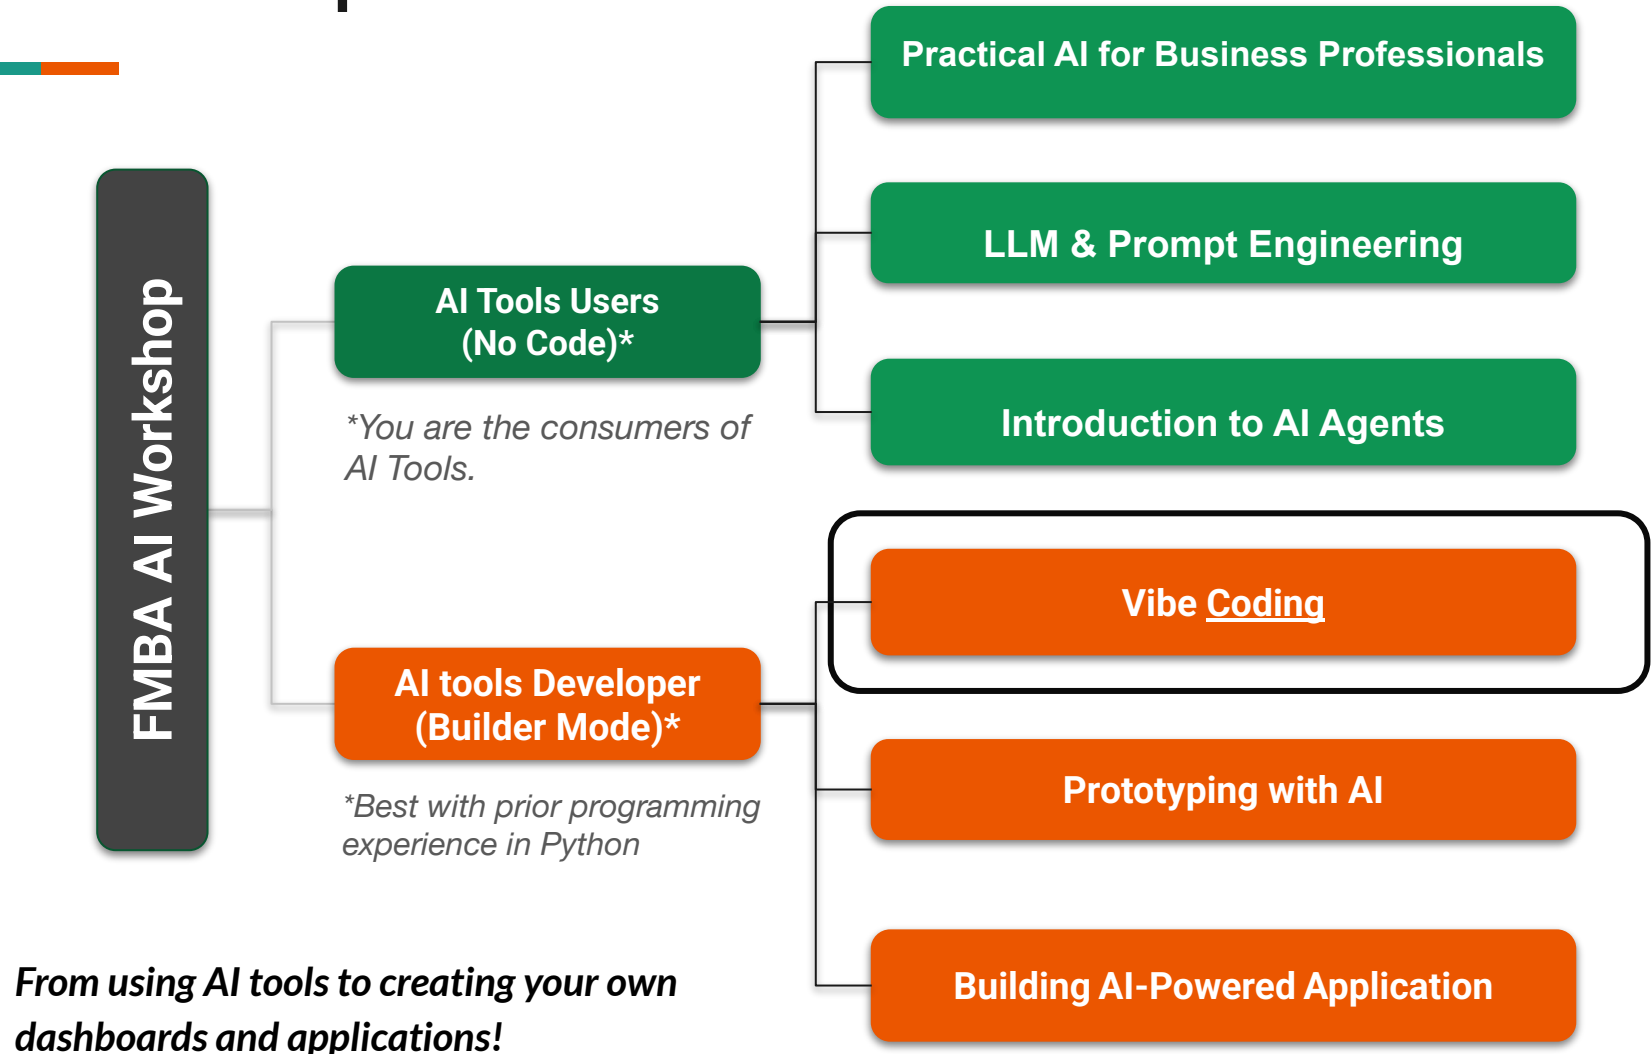 FMBA AI Workshop
AI Tools Users
(No Code)*
*You are the consumers of
AI Tools.
Practical AI for Business Professionals
LLM & Prompt Engineering
Introduction to AI Agents
AI tools Developer
(Builder Mode)*
*Best with prior programming
experience in Python
Vibe Coding
Prototyping with AI
Building AI-Powered Application
From using AI tools to creating your own
dashboards and applications!